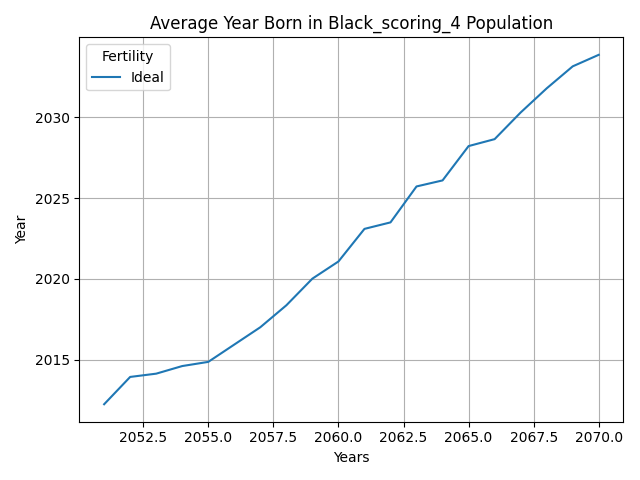 Average Year Born in Black_scoring_4 Population
Fertility
Ideal
2030
2025
2020
2015
Year
2052.5 2055.0 2057.5 2060.0 2062.5 2065.0 2067.5 2070.0
Years